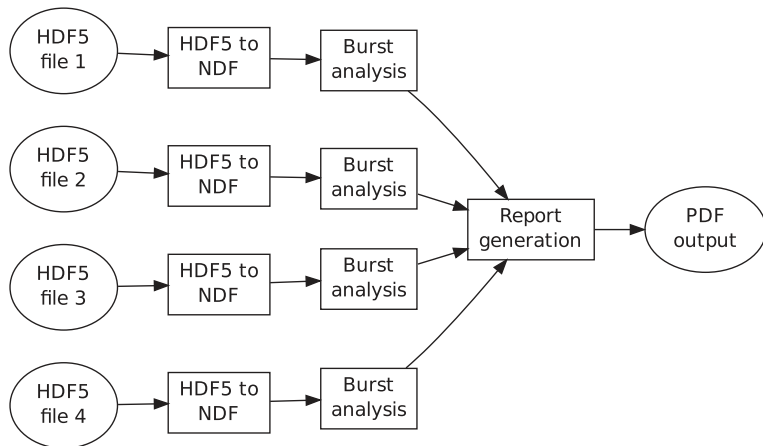 HDF5
file 1
HDF5 to
NDF
Burst
analysis
HDF5
file 2
HDF5 to
NDF
Burst
analysis
HDF5
file 3
HDF5 to
NDF
Burst
analysis
HDF5
file 4
HDF5 to
NDF
Burst
analysis
Report
generation
PDF
output